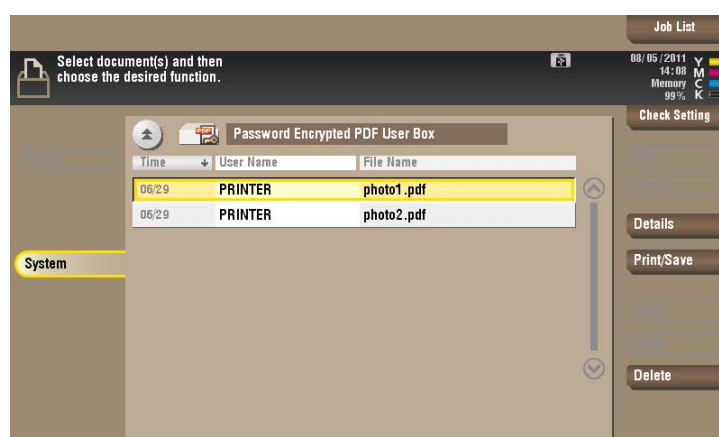 Job List
Select document(s) and then
choose the desired function.
08/05/2011
14:08
Memory
99%
Y
M
C
K
Check Setting
PDF
Password Encrypted PDF User Box
Time User Name File Name
06/29 PRINTER photo1.pdf
06/29 PRINTER photo2.pdf
Details
System
Print/Save
Delete